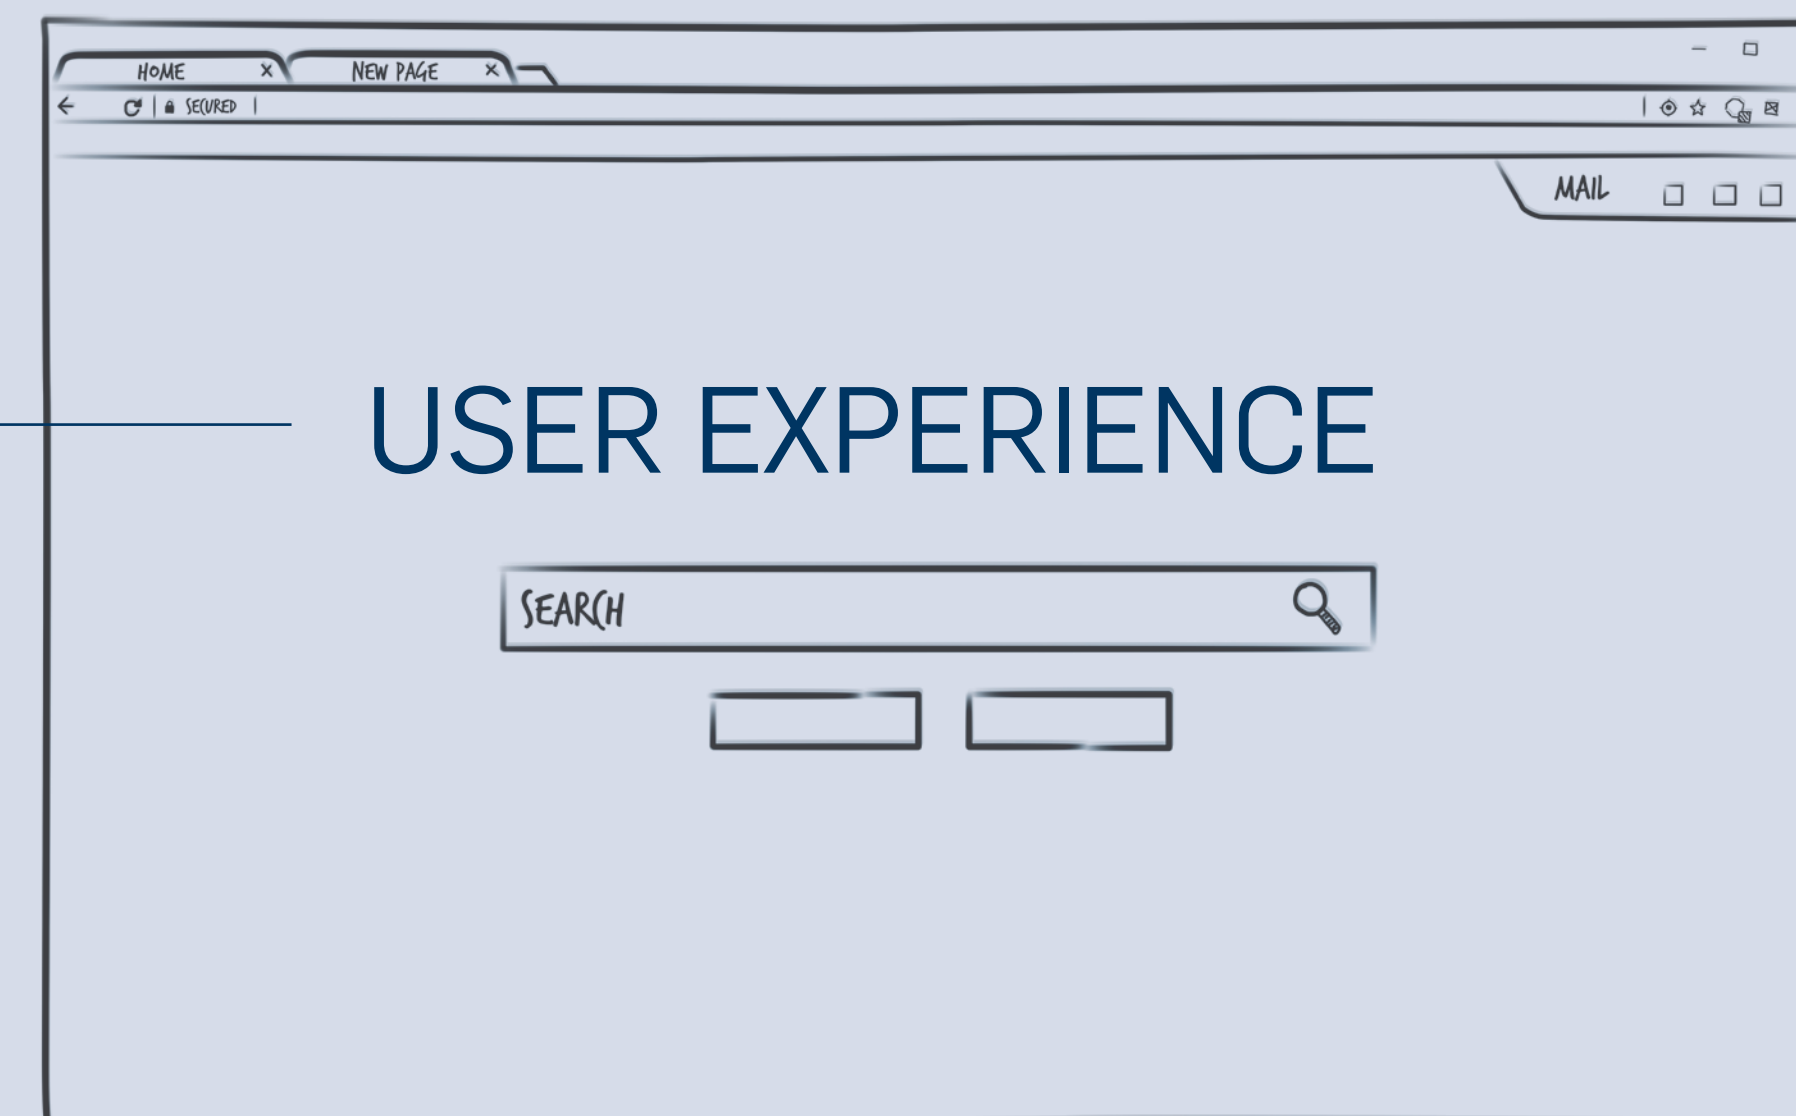 HOME
NEW PAGE
SECURED
MAIL
USER EXPERIENCE
SEARCH